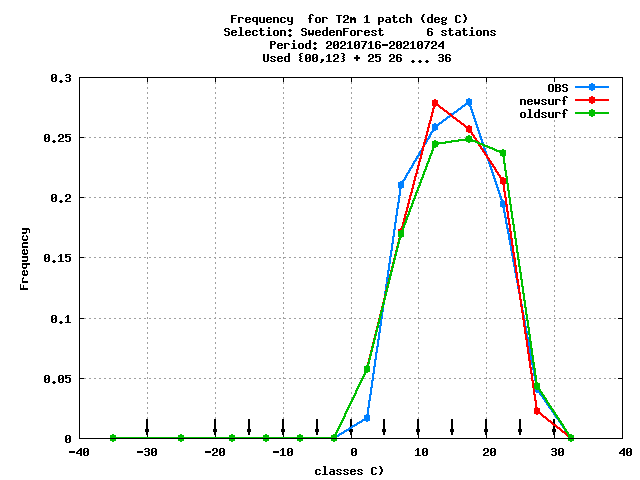 Frequency  for T2m 1 patch (deg C)
Selection: SwedenForest      6 stations
Period: 20210716-20210724
Used {00,12} + 25 26 ... 36
OBS
newsurf
oldsurf
0.3
0.25
0.2
0.15
0.1
0.05
0
Frequency
-40 -30 -20 -10 0 10 20 30 40
classes C)